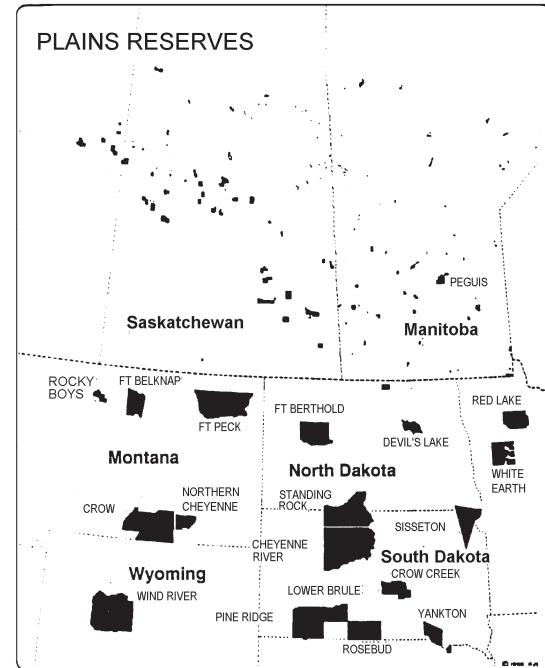 PLAINS RESERVES
PEGUIS
Saskatchewan
Manitoba
ROCKY
BOYS
FT BELKNAP
FT PECK
FT BERTHOLD
DEVIL'S LAKE
RED LAKE
WHITE
EARTH
Montana
North Dakota
CROW
NORTHERN
CHEYENNE
STANDING
ROCK
SISSETON
CHEYENNE
RIVER
South Dakota
CROW CREEK
Wyoming
WIND RIVER
LOWER BRULE
PINE RIDGE
YANKTON
ROSEBUD